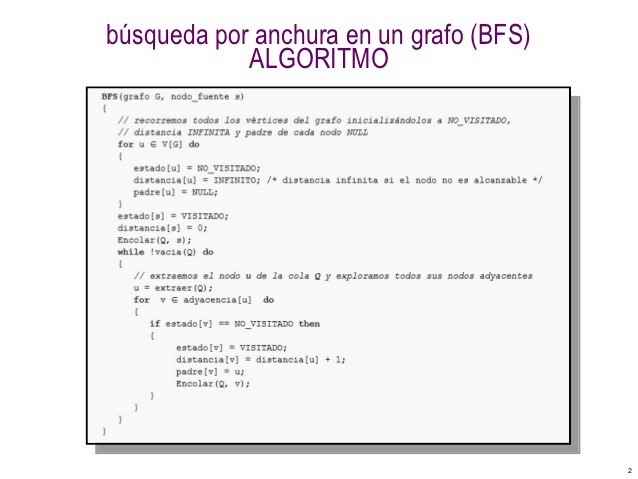 búsqueda por anchura en un grafo (BFS)
ALGORITMO
BFS(grafo G, nodo_fuente s)
{
// recorremos todos los vértices del grafo inicializándolos a NO_VISITADO,
// distancia INFINITA y padre de cada nodo NULL
for u ∈ V[G] do
{
estado[u] = NO_VISITADO;
distancia[u] = INFINITO; /* distancia infinita si el nodo no es alcanzable */
padre[u] = NULL;
}
estado[s] = VISITADO;
distancia[s] = 0;
Encolar(Q, s);
while !vacia(Q) do
{
// extraemos el nodo u de la cola Q y exploramos todos sus nodos adyacentes
u = extraer(Q);
for v ∈ adyacencia[u] do
{
if estado[v] == NO_VISITADO then
{
estado[v] = VISITADO;
distancia[v] = distancia[u] + 1;
padre[v] = u;
Encolar(Q, v);
}
}
}
}
2